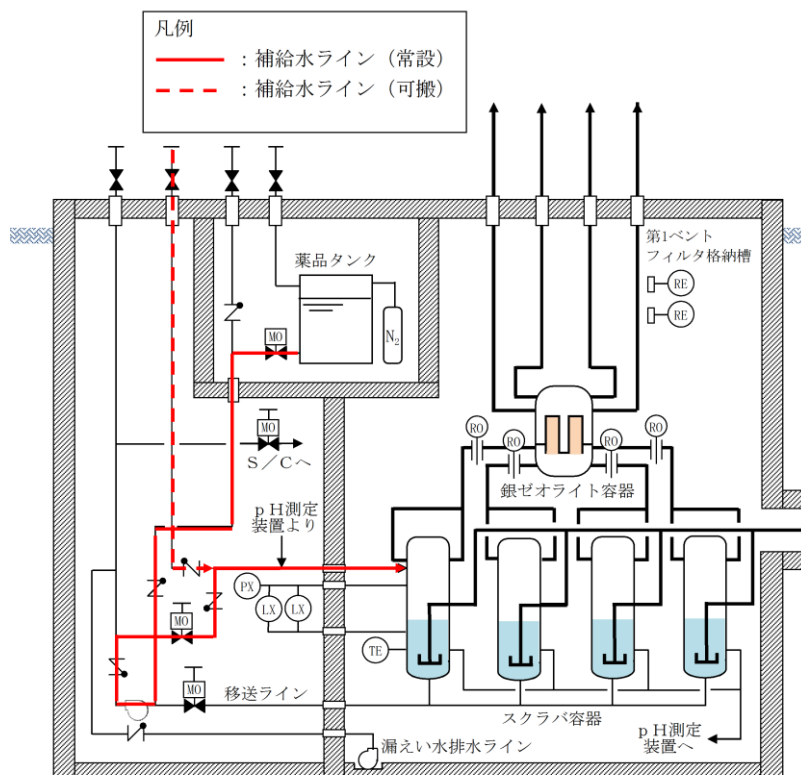 凡例
：補給水ライン（常設）
：補給水ライン（可搬）
第1ベント
フィルタ格納槽
RE
RE
薬品タンク
MO
N₂
MO
S／Cへ
RO
RO
RO
RO
銀ゼオライト容器
pH測定
装置より
PX
LX
LX
MO
TE
MO
移送ライン
スクラバ容器
pH測定
装置へ
漏えい水排水ライン